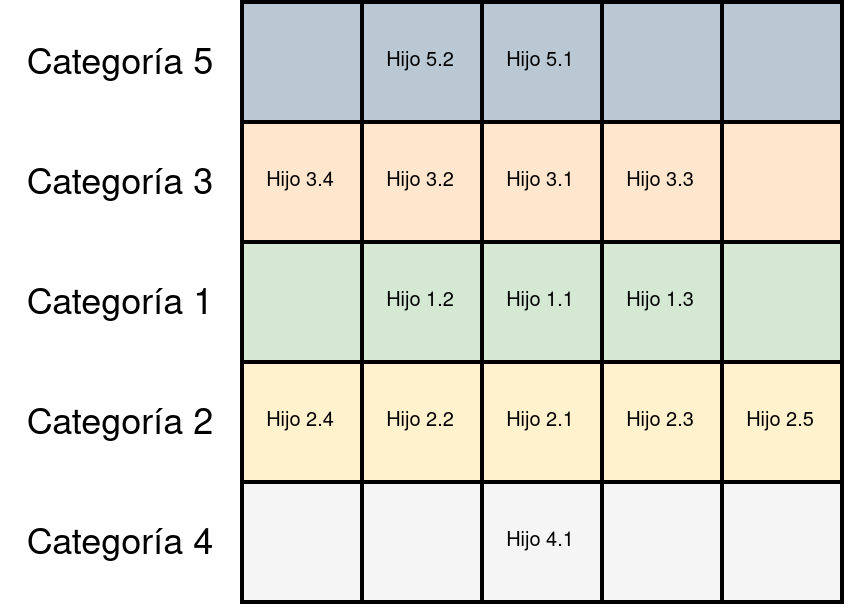 Categoría 5
Hijo 5.2
Hijo 5.1
Categoría 3
Hijo 3.4
Hijo 3.2
Hijo 3.1
Hijo 3.3
Categoría 1
Hijo 1.2
Hijo 1.1
Hijo 1.3
Categoría 2
Hijo 2.4
Hijo 2.2
Hijo 2.1
Hijo 2.3
Hijo 2.5
Categoría 4
Hijo 4.1